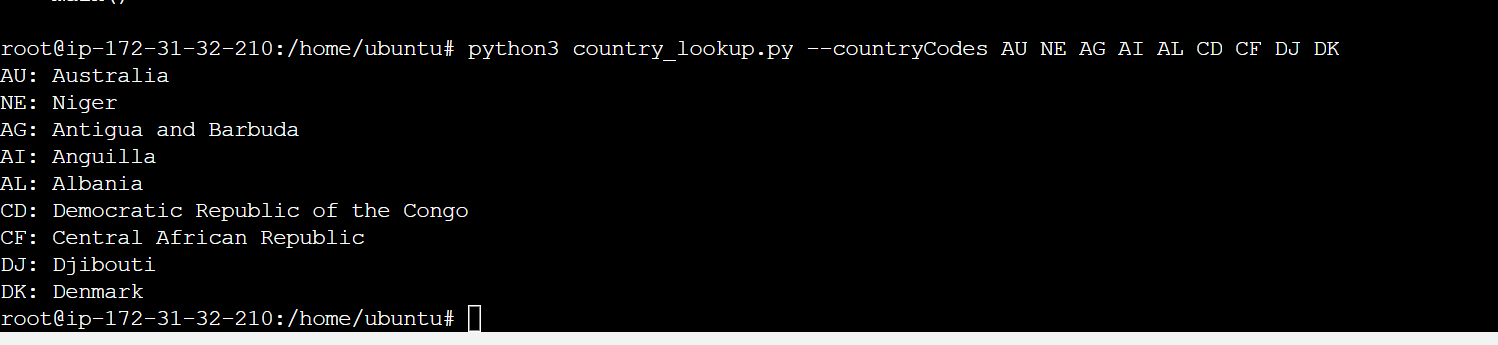 root@ip-172-31-32-210:/home/ubuntu# python3 country_lookup.py --countryCodes AU NE AG AI AL CD CF DJ DK
AU: Australia
NE: Niger
AG: Antigua and Barbuda
AI: Anguilla
AL: Albania
CD: Democratic Republic of the Congo
CF: Central African Republic
DJ: Djibouti
DK: Denmark
root@ip-172-31-32-210:/home/ubuntu#